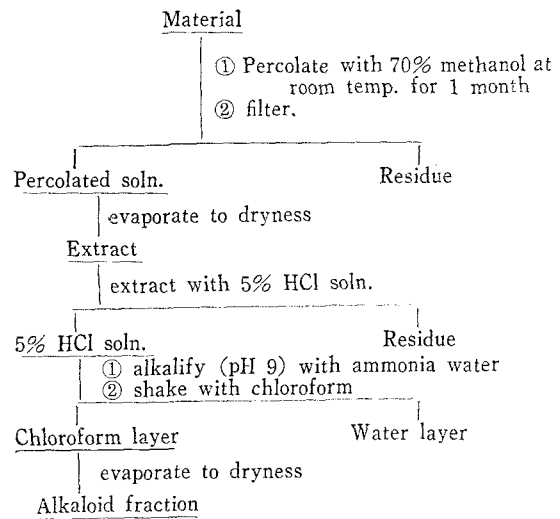 Material
① Percolate with 70% methanol at
room temp. for 1 month
② filter.
Percolated soln. Residue
evaporate to dryness
Extract
extract with 5% HCl soln.
5% HCl soln. Residue
① alkalify (pH 9) with ammonia water
② shake with chloroform
Chloroform layer Water layer
evaporate to dryness
Alkaloid fraction